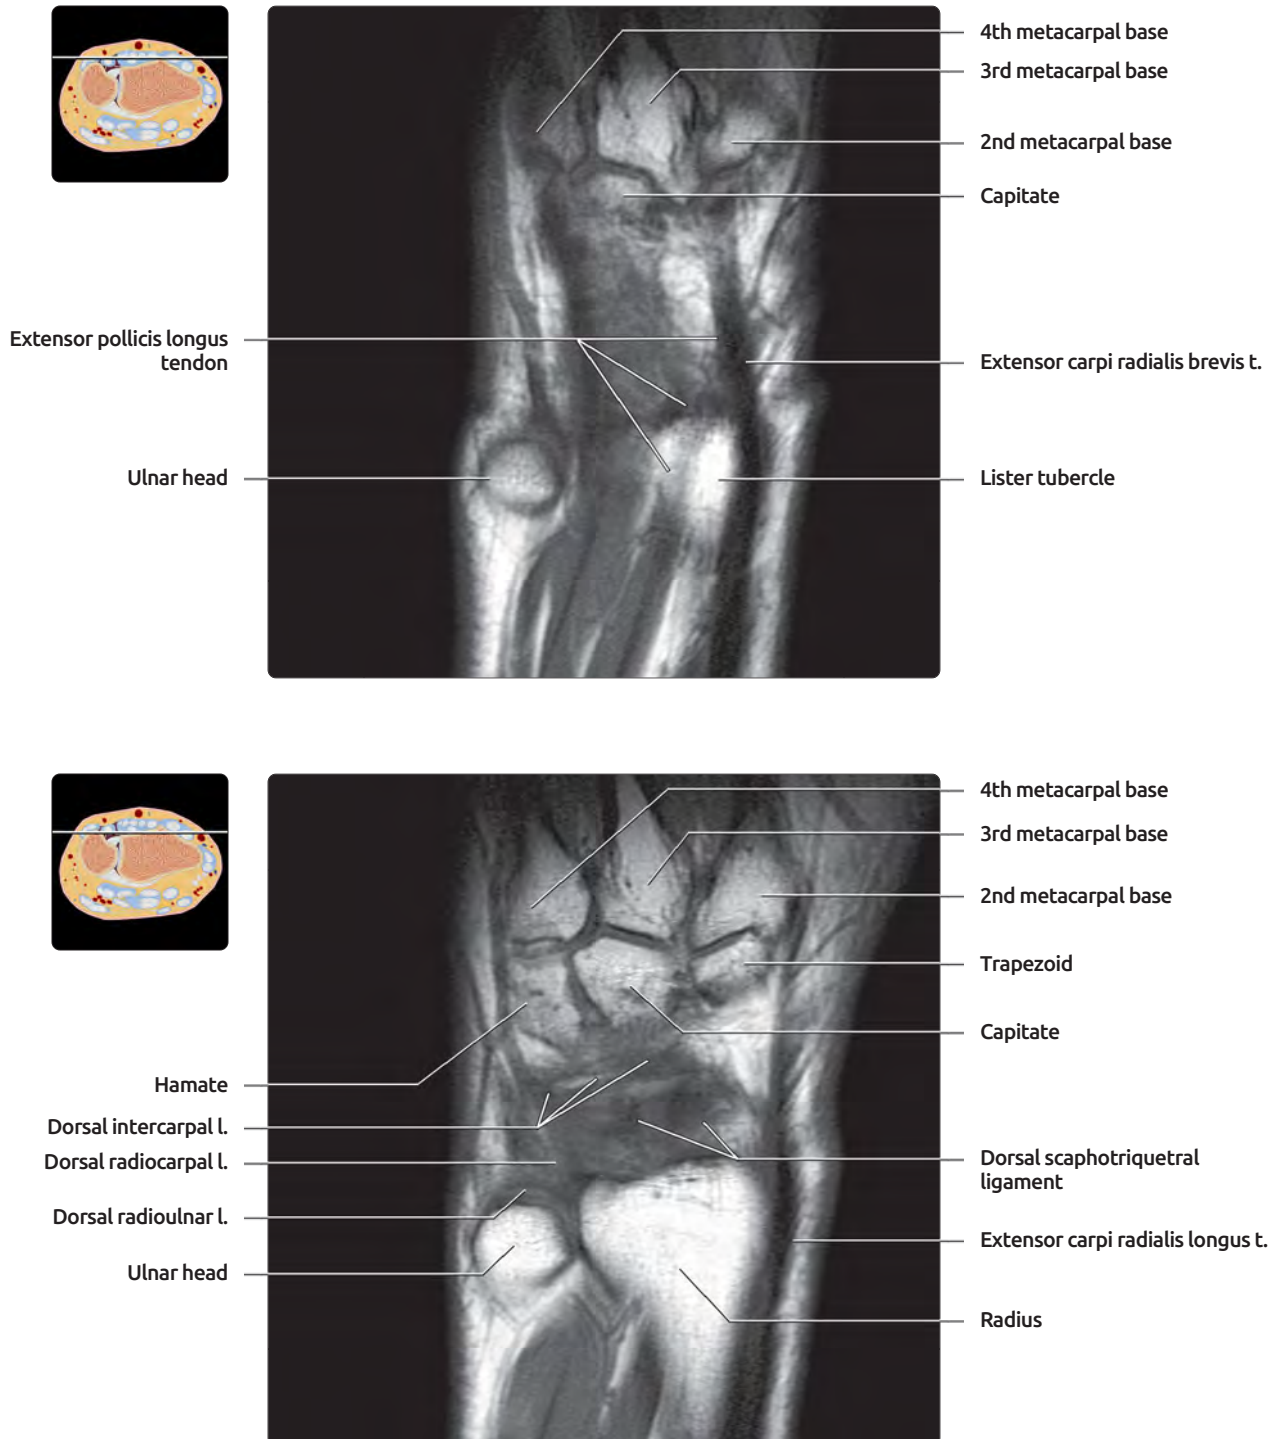 4th metacarpal base
3rd metacarpal base
2nd metacarpal base
Capitate
Extensor pollicis longus
tendon
Extensor carpi radialis brevis t.
Ulnar head
Lister tubercle
4th metacarpal base
3rd metacarpal base
2nd metacarpal base
Trapezoid
Capitate
Hamate
Dorsal intercarpal l.
Dorsal radiocarpal l.
Dorsal scaphotriquetral
ligament
Dorsal radioulnar l.
Extensor carpi radialis longus t.
Ulnar head
Radius